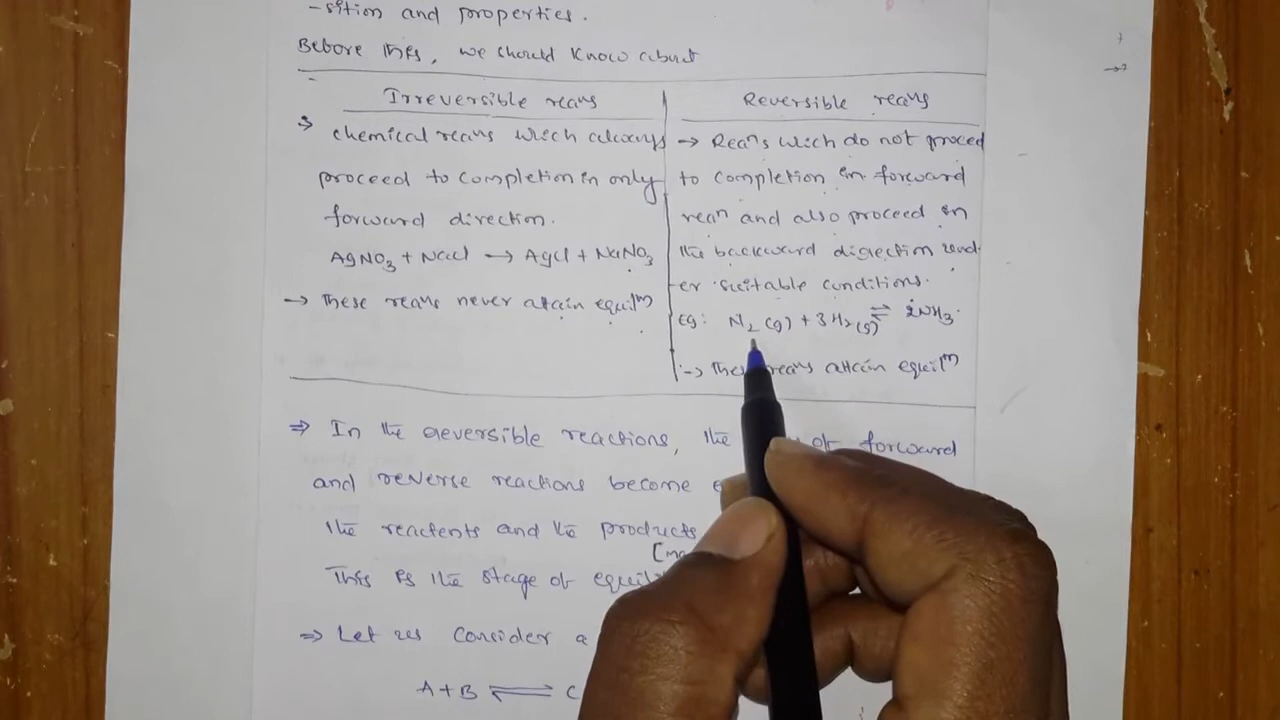 -sition and properties.
Before this, we should know about
Irreversible reaⁿs
→ chemical reaⁿs which always
proceed to completion in only
forward direction.
AgNO₃ + NaCl → AgCl + NaNO₃
→ These reaⁿs never attain equilᵐ
Reversible reaⁿs
→ Reaⁿs which do not proceed
to completion in forward
reaⁿ and also proceed in
the backward direction und-
er suitable conditions.
Eg: N₂(g) + 3H₂(g) ⇌ 2NH₃.
→ These reaⁿs attain equilᵐ
⇒ In the reversible reactions, the of forward
and reverse reactions become
the reactents and the products
This is the stage of
⇒ Let us consider a
A+B ⇌ C